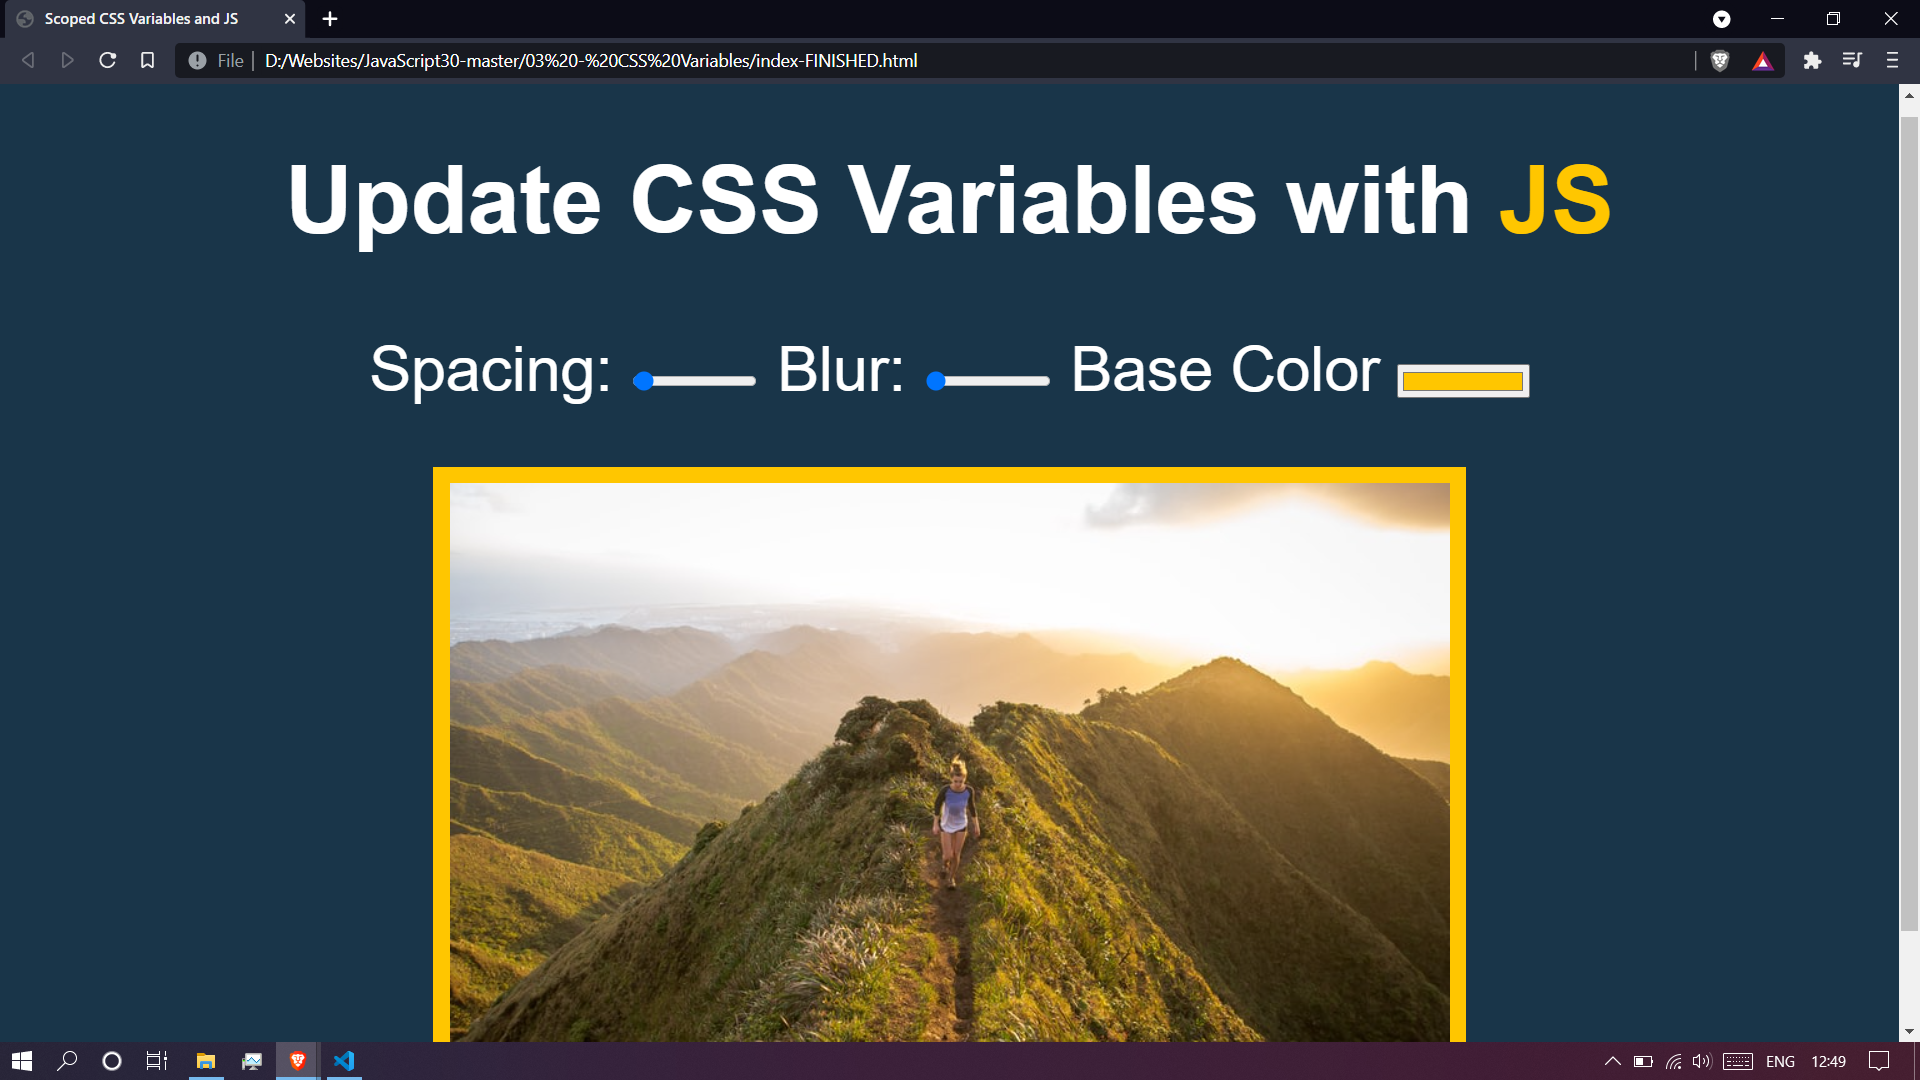 Scoped CSS Variables and JS
File
D:/Websites/JavaScript30-master/03%20-%20CSS%20Variables/index-FINISHED.html
Update CSS Variables with JS
Spacing: Blur: Base Color
ENG 12:49